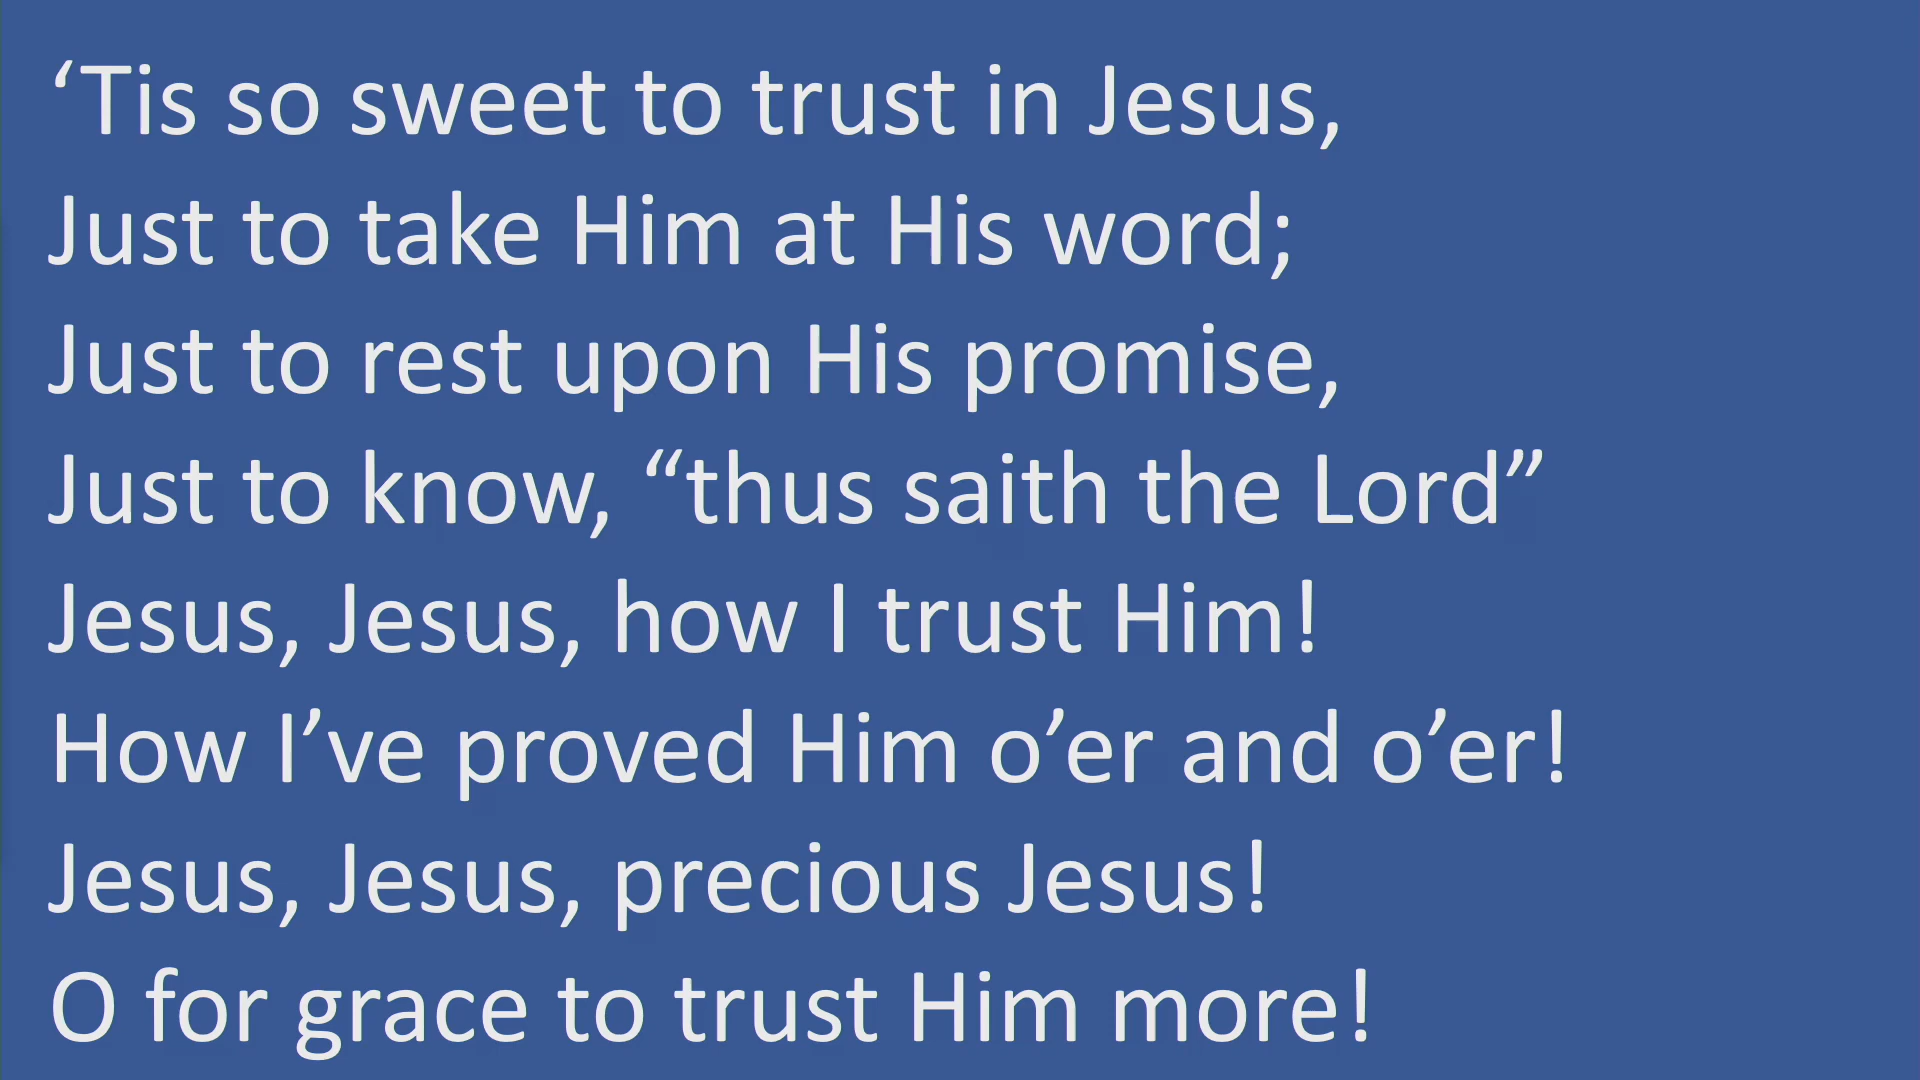 ‘Tis so sweet to trust in Jesus,
Just to take Him at His word;
Just to rest upon His promise,
Just to know, “thus saith the Lord”
Jesus, Jesus, how I trust Him!
How I’ve proved Him o’er and o’er!
Jesus, Jesus, precious Jesus!
O for grace to trust Him more!